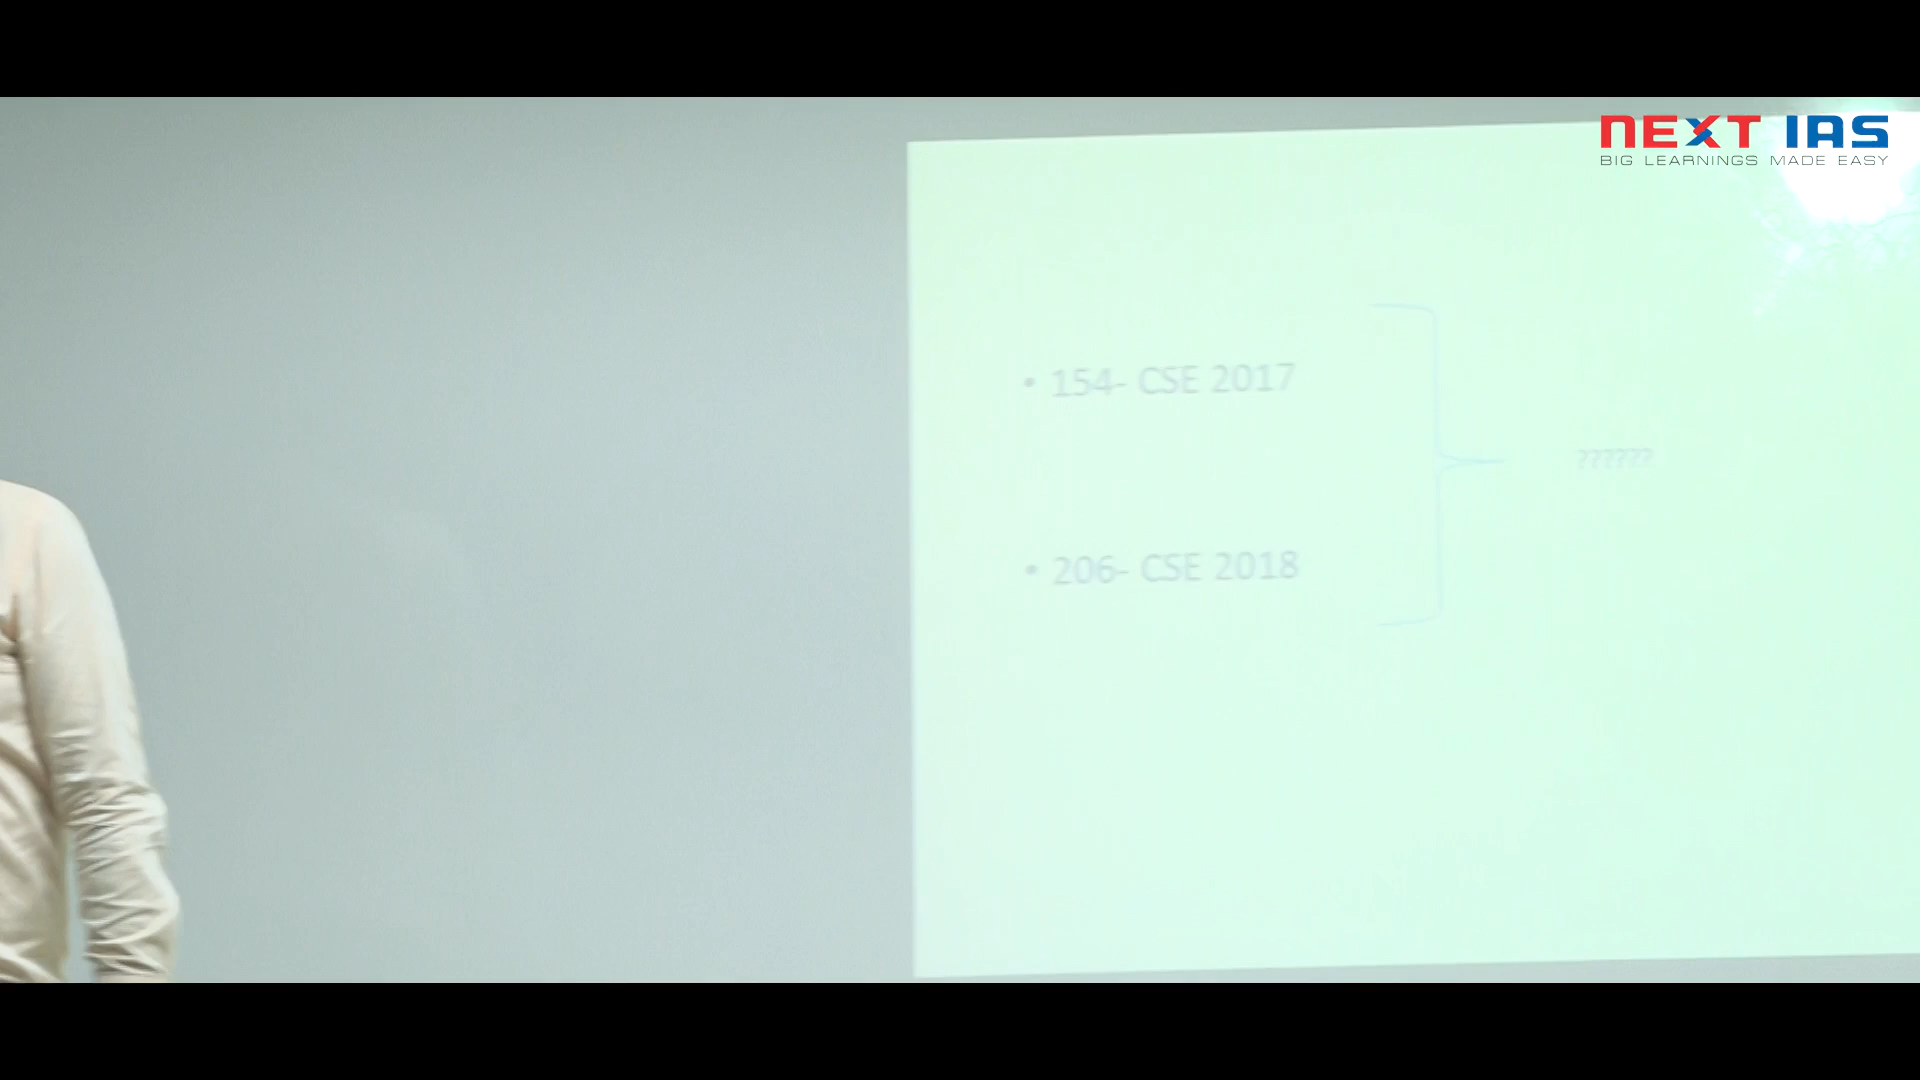 NEXT IAS
BIG LEARNINGS MADE EASY
• 154- CSE 2017
??????
• 206- CSE 2018